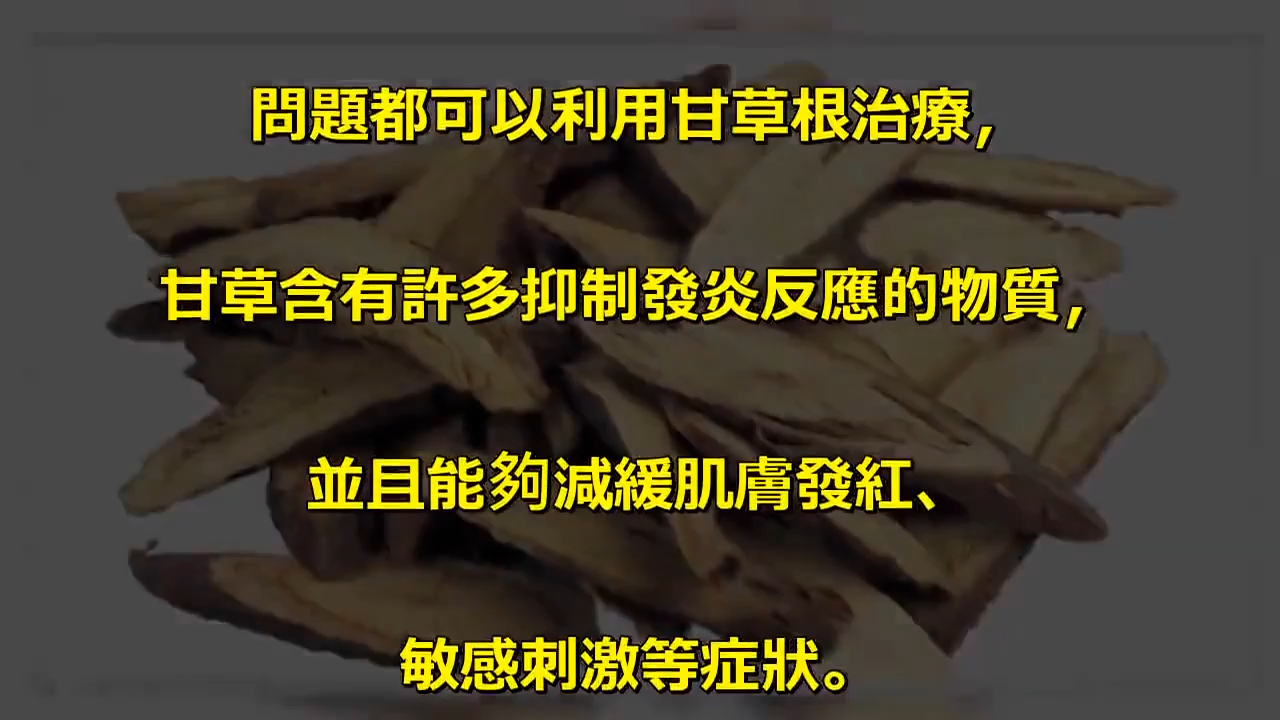 問題都可以利用甘草根治療,
甘草含有許多抑制發炎反應的物質,
並且能夠減緩肌膚發紅、
敏感刺激等症狀。